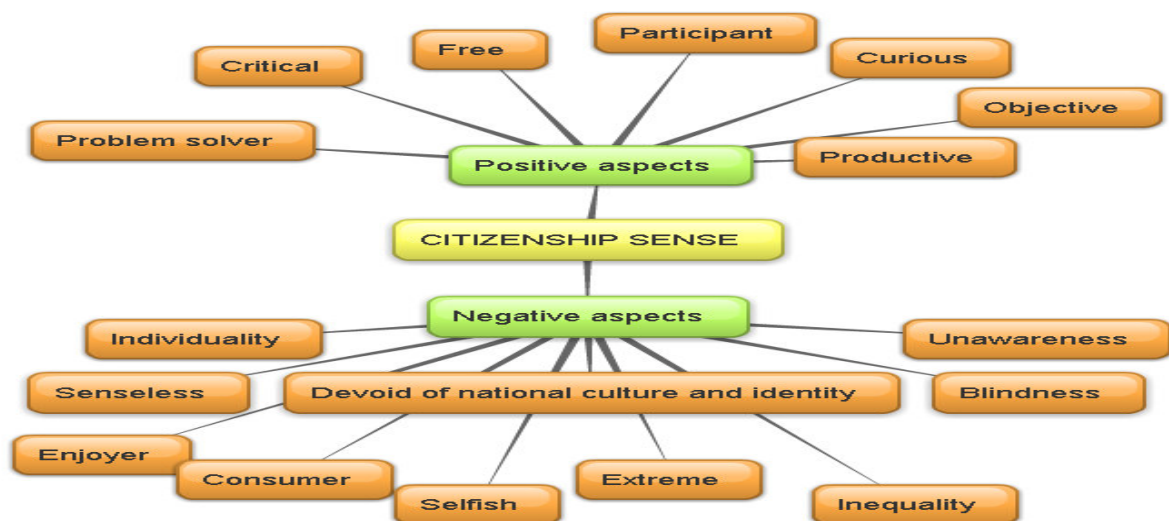 Participant
Free
Curious
Critical
Objective
Problem solver
Productive
Positive aspects
CITIZENSHIP SENSE
Negative aspects
Individuality
Unawareness
Senseless
Devoid of national culture and identity
Blindness
Enjoyer
Consumer
Extreme
Selfish
Inequality